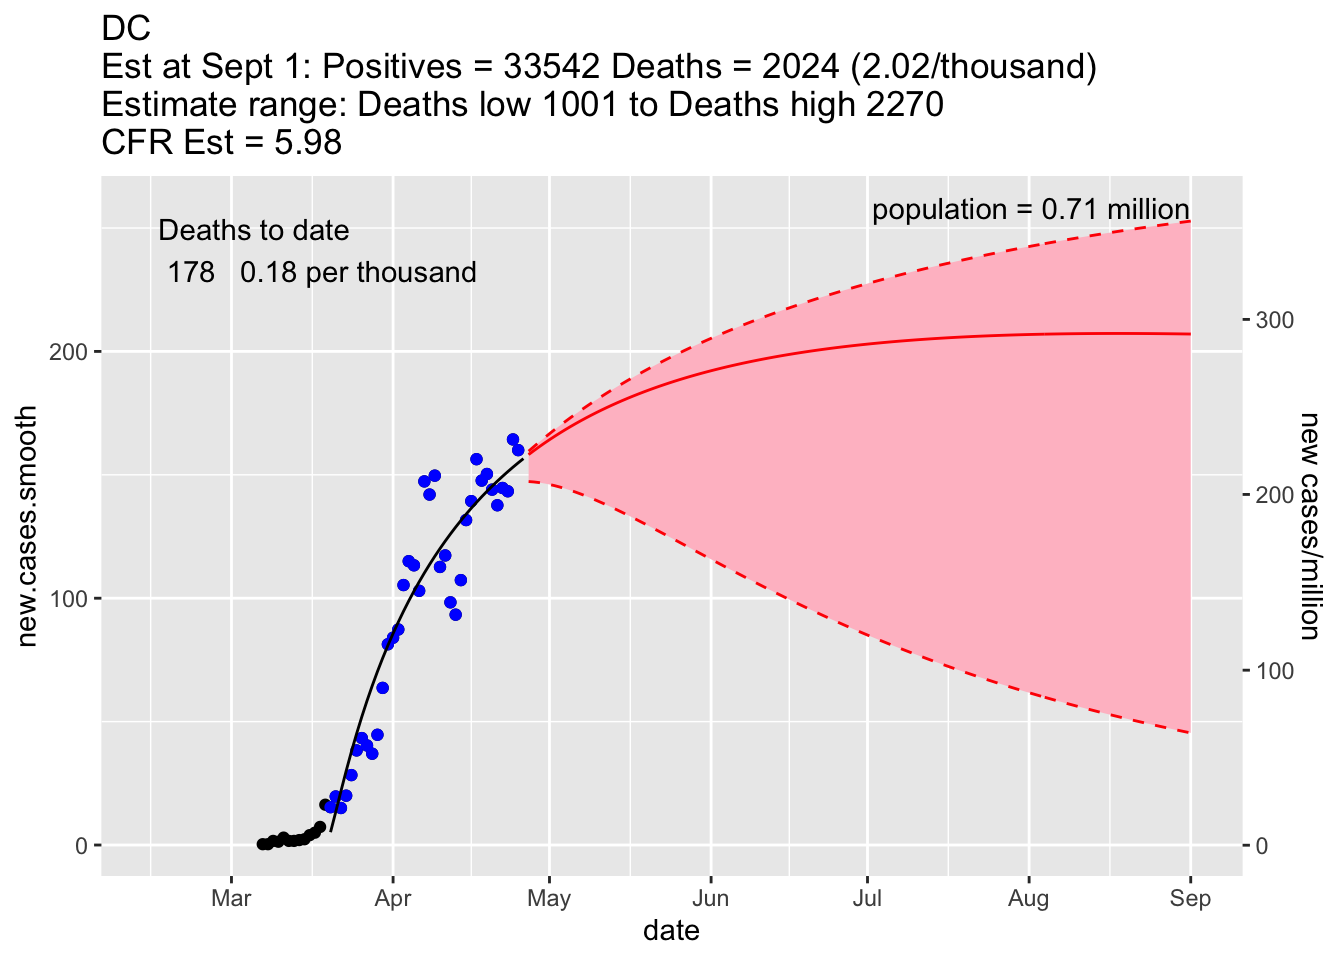 DC
Est at Sept 1: Positives = 33542 Deaths = 2024 (2.02/thousand)
Estimate range: Deaths low 1001 to Deaths high 2270
CFR Est = 5.98
population = 0.71 million
Deaths to date
178 0.18 per thousand
new.cases.smooth
200
100
0
300
200
100
0
new cases/million
Mar Apr May Jun Jul Aug Sep
date